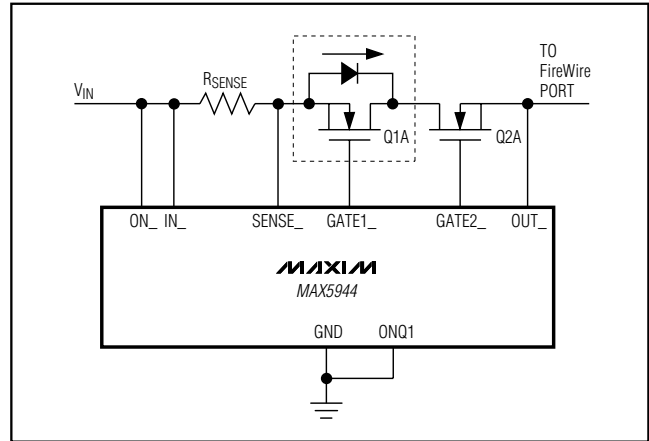 TO
FireWire
PORT
VIN
RSENSE
Q1A
Q2A
ON_ IN_ SENSE_ GATE1_ GATE2_ OUT_
MAXIM
MAX5944
GND ONQ1